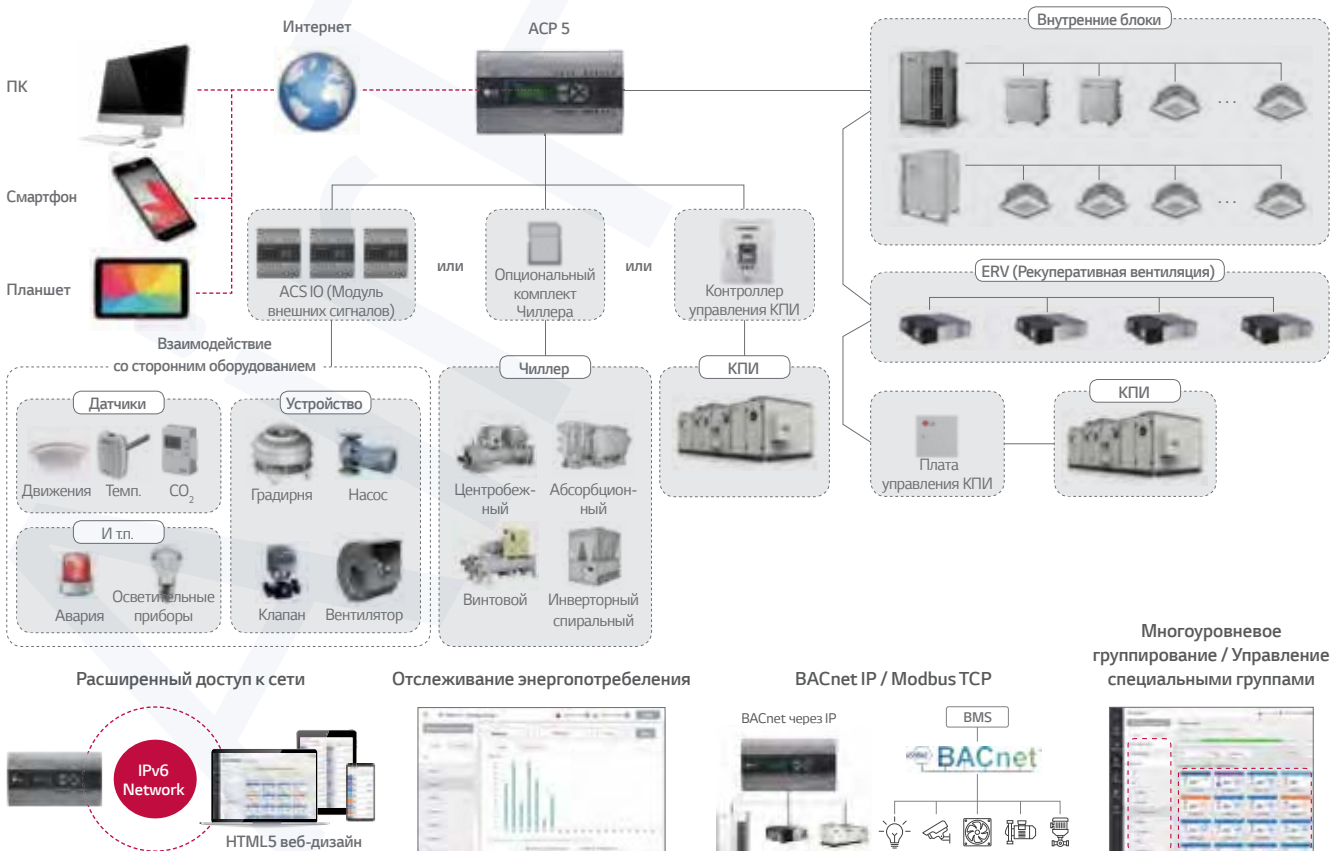 Интернет
ACP 5
Внутренние блоки
ПК
Смартфон
Планшет
ACS IO (Модуль
внешних сигналов)
или
Опциональный
комплект
Чиллера
или
Контроллер
управления КПИ
ERV (Рекуперативная вентиляция)
Взаимодействие
со сторонним оборудованием
Датчики
Движения
Темп.
CO2
Устройство
Градирня
Насос
И т.п.
Авария
Осветительные
приборы
Клапан
Вентилятор
Чиллер
Центробеж-
ный
Абсорбцион-
ный
Винтовой
Инверторный
спиральный
КПИ
Плата
управления КПИ
КПИ
Расширенный доступ к сети
IPv6
Network
HTML5 веб-дизайн
Отслеживание энергопотребеления
BACnet IP / Modbus TCP
BACnet через IP
BMS
BACnet
Многоуровневое
группирование / Управление
специальными группами